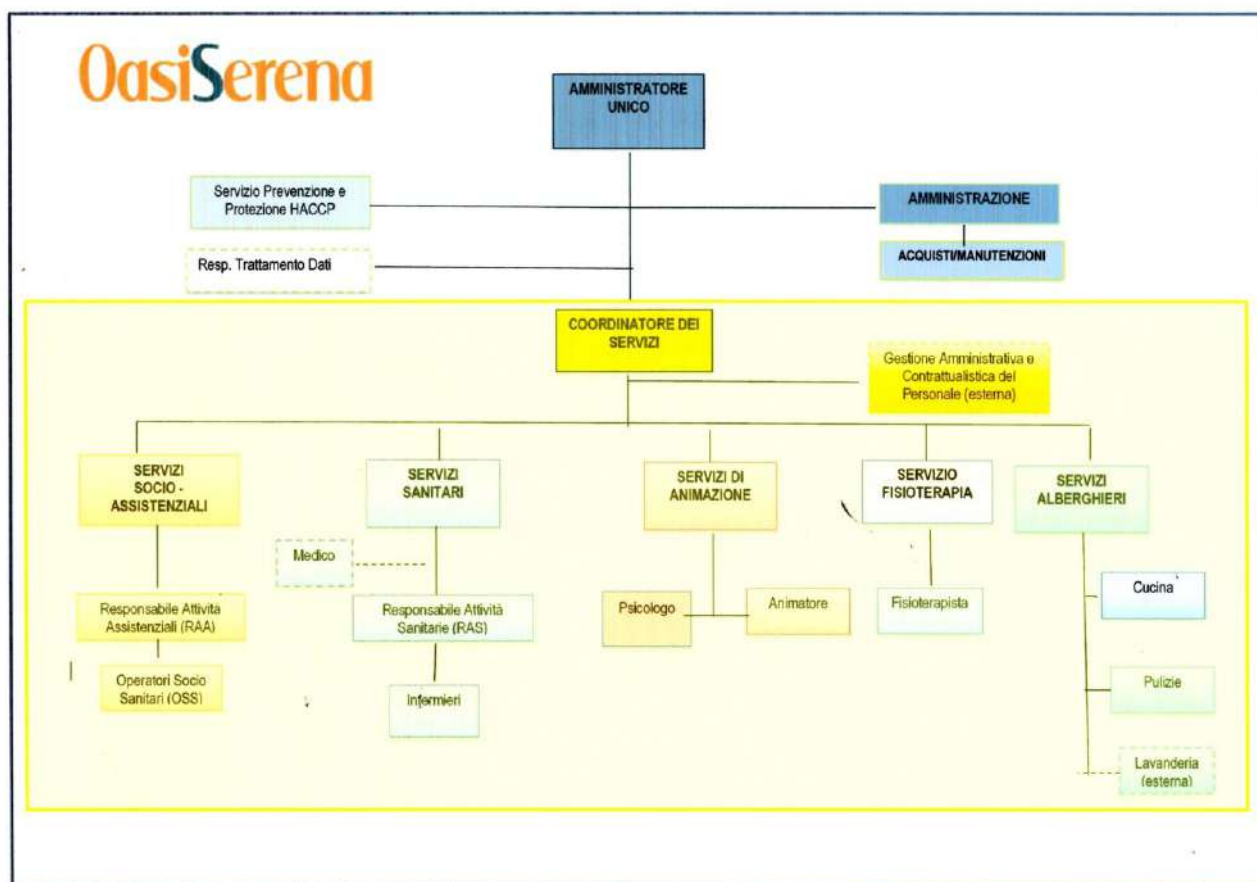 OasiSerena
AMMINISTRATORE
UNICO
Servizio Prevenzione e
Protezione HACCP
AMMINISTRAZIONE
Resp. Trattamento Dati
ACQUISTI/MANUTENZIONI
COORDINATORE DEI
SERVIZI
Gestione Amministrativa e
Contrattualistica del
Personale (esterna)
SERVIZI
SOCIO -
ASSISTENZIALI
SERVIZI
SANITARI
SERVIZI DI
ANIMAZIONE
SERVIZIO
FISIOTERAPIA
SERVIZI
ALBERGHIERI
Medico
Cucina
Responsabile Attività
Assistenziali (RAA)
Responsabile Attività
Sanitarie (RAS)
Psicologo
Animatore
Fisioterapista
Operatori Socio
Sanitari (OSS)
Infermieri
Pulizie
Lavanderia
(esterna)